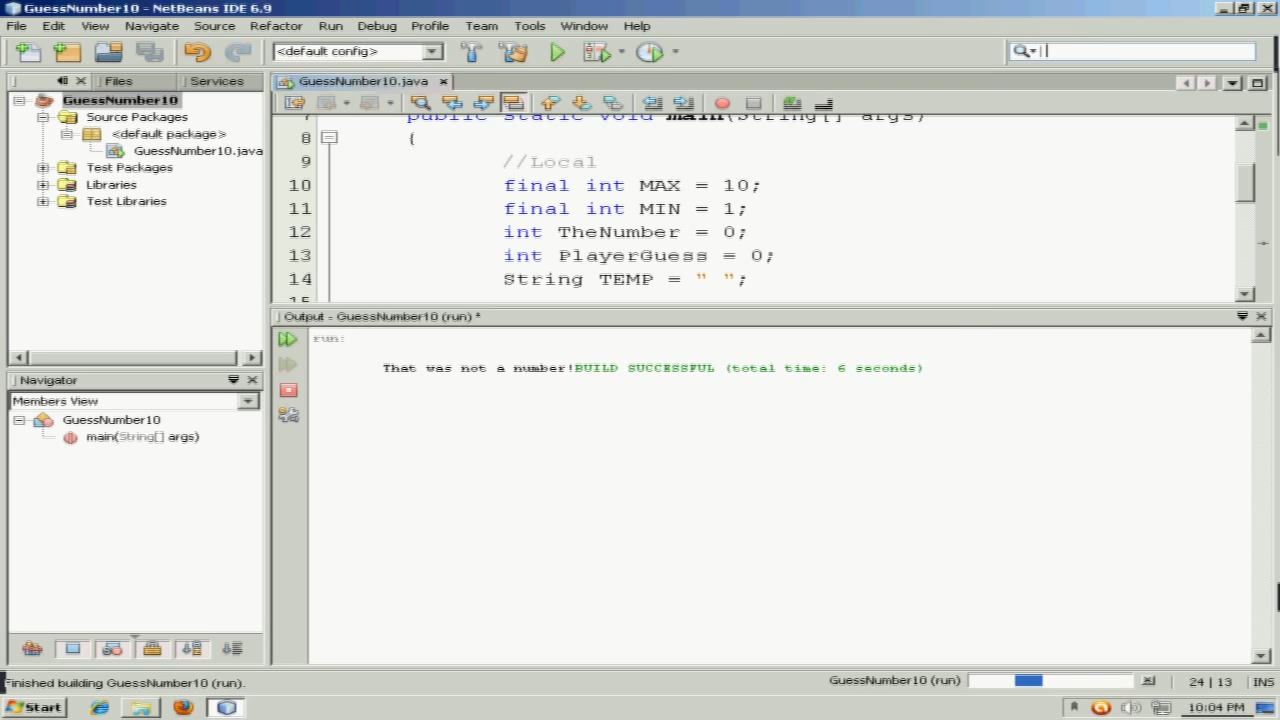 GuessNumber10 - NetBeans IDE 6.9
File Edit View Navigate Source Refactor Run Debug Profile Team Tools Window Help
<default config>
Files Services
GuessNumber10
Source Packages
<default package>
GuessNumber10.java
Test Packages
Libraries
Test Libraries
GuessNumber10.java
7 public static void main(String[] args)
8 {
9 //Local
10 final int MAX = 10;
11 final int MIN = 1;
12 int TheNumber = 0;
13 int PlayerGuess = 0;
14 String TEMP = " ";
15
Output - GuessNumber10 (run) *
run:
That was not a number!BUILD SUCCESSFUL (total time: 6 seconds)
Navigator
Members View
GuessNumber10
main(String[] args)
Finished building GuessNumber10 (run).
GuessNumber10 (run)
24 | 13 INS
Start
10:04 PM